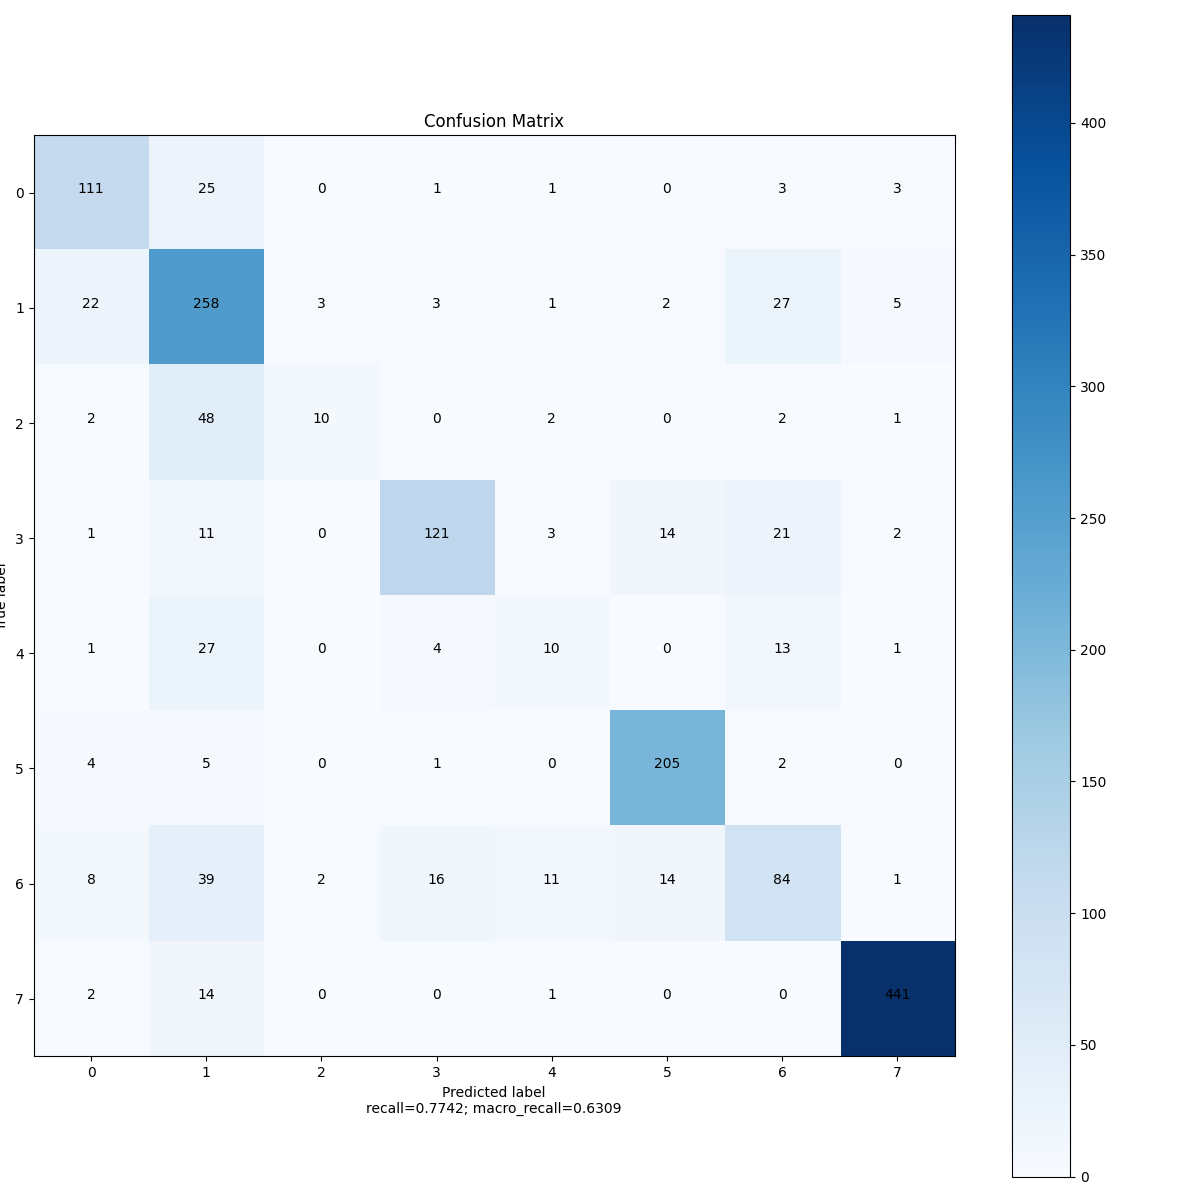 Confusion Matrix
0 111 25 0 1 1 0 3 3
1 22 258 3 3 1 2 27 5
2 2 48 10 0 2 0 2 1
3 1 11 0 121 3 14 21 2
4 1 27 0 4 10 0 13 1
5 4 5 0 1 0 205 2 0
6 8 39 2 16 11 14 84 1
7 2 14 0 0 1 0 0 441
0 1 2 3 4 5 6 7
Predicted label
recall=0.7742; macro_recall=0.6309
True label
400
350
300
250
200
150
100
50
0